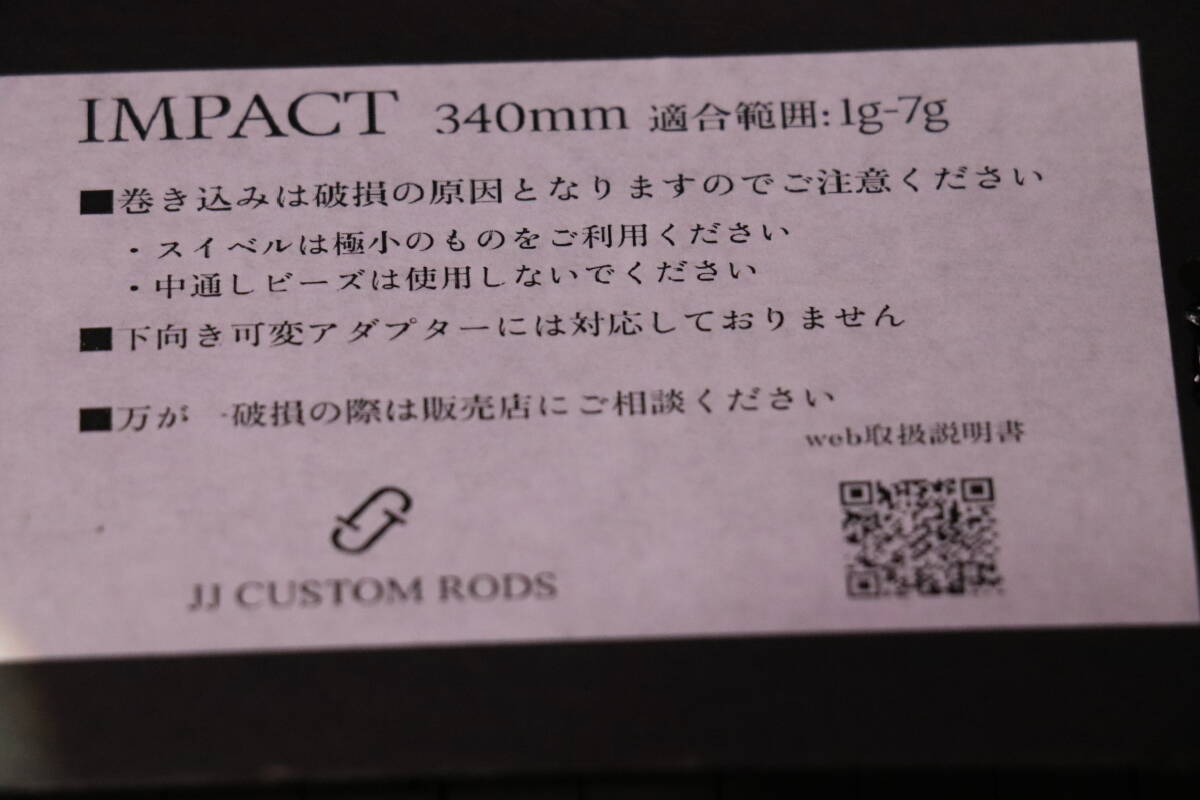 IMPACT 340mm 適合範囲:1g-7g
■巻き込みは破損の原因となりますのでご注意ください
・スイベルは極小のものをご利用ください
・中通しビーズは使用しないでください
■下向き可変アダプターには対応しておりません
■万が一破損の際は販売店にご相談ください
web取扱説明書
JJ CUSTOM RODS